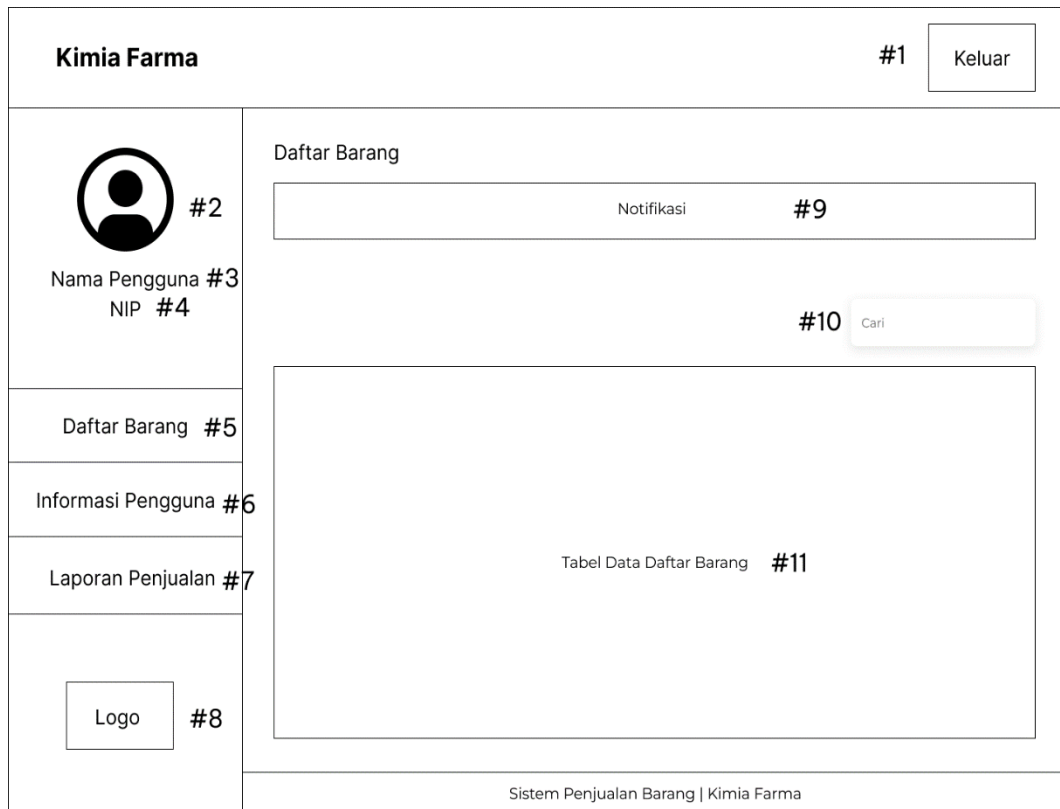 Kimia Farma
#1 Keluar
#2
Nama Pengguna #3
NIP #4
Daftar Barang #5
Informasi Pengguna #6
Laporan Penjualan #7
Logo #8
Daftar Barang
Notifikasi #9
#10 Cari
Tabel Data Daftar Barang #11
Sistem Penjualan Barang | Kimia Farma